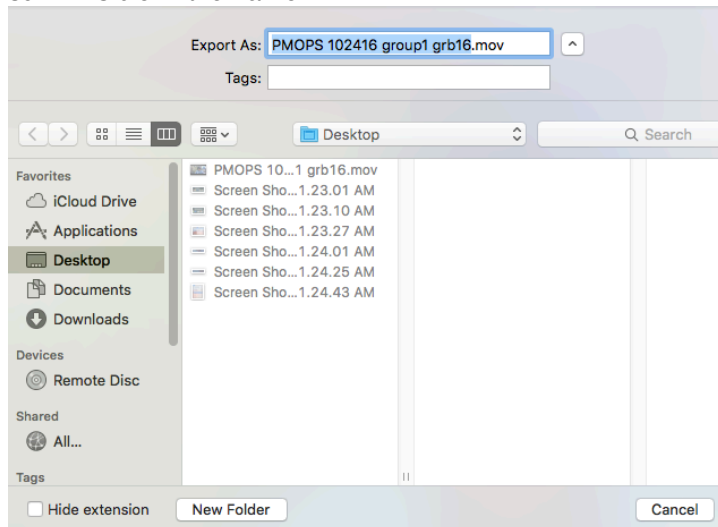 Export As: PMOPS 102416 group1 grb16.mov
Tags:
Desktop
Search
Favorites
iCloud Drive
Applications
Desktop
Documents
Downloads
Devices
Remote Disc
Shared
All...
Tags
PMOPS 10...1 grb16.mov
Screen Sho...1.23.01 AM
Screen Sho...1.23.10 AM
Screen Sho...1.23.27 AM
Screen Sho...1.24.01 AM
Screen Sho...1.24.25 AM
Screen Sho...1.24.43 AM
Hide extension
New Folder
Cancel